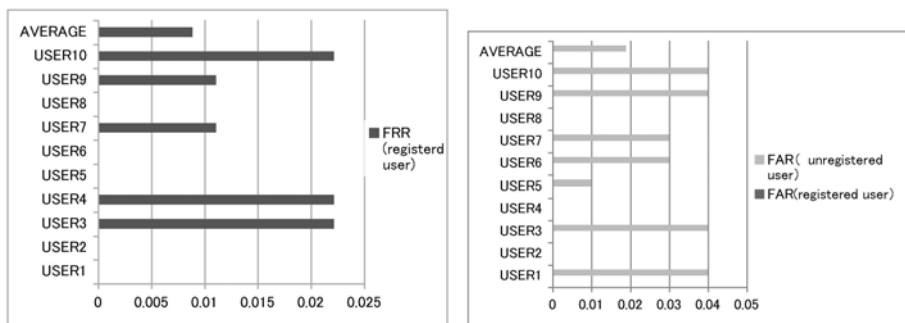 AVERAGE
USER10
USER9
USER8
USER7
USER6
USER5
USER4
USER3
USER2
USER1
0 0.005 0.01 0.015 0.02 0.025
FRR
(registerd
user)
AVERAGE
USER10
USER9
USER8
USER7
USER6
USER5
USER4
USER3
USER2
USER1
0 0.01 0.02 0.03 0.04 0.05
FAR( unregistered
user)
FAR(registered user)